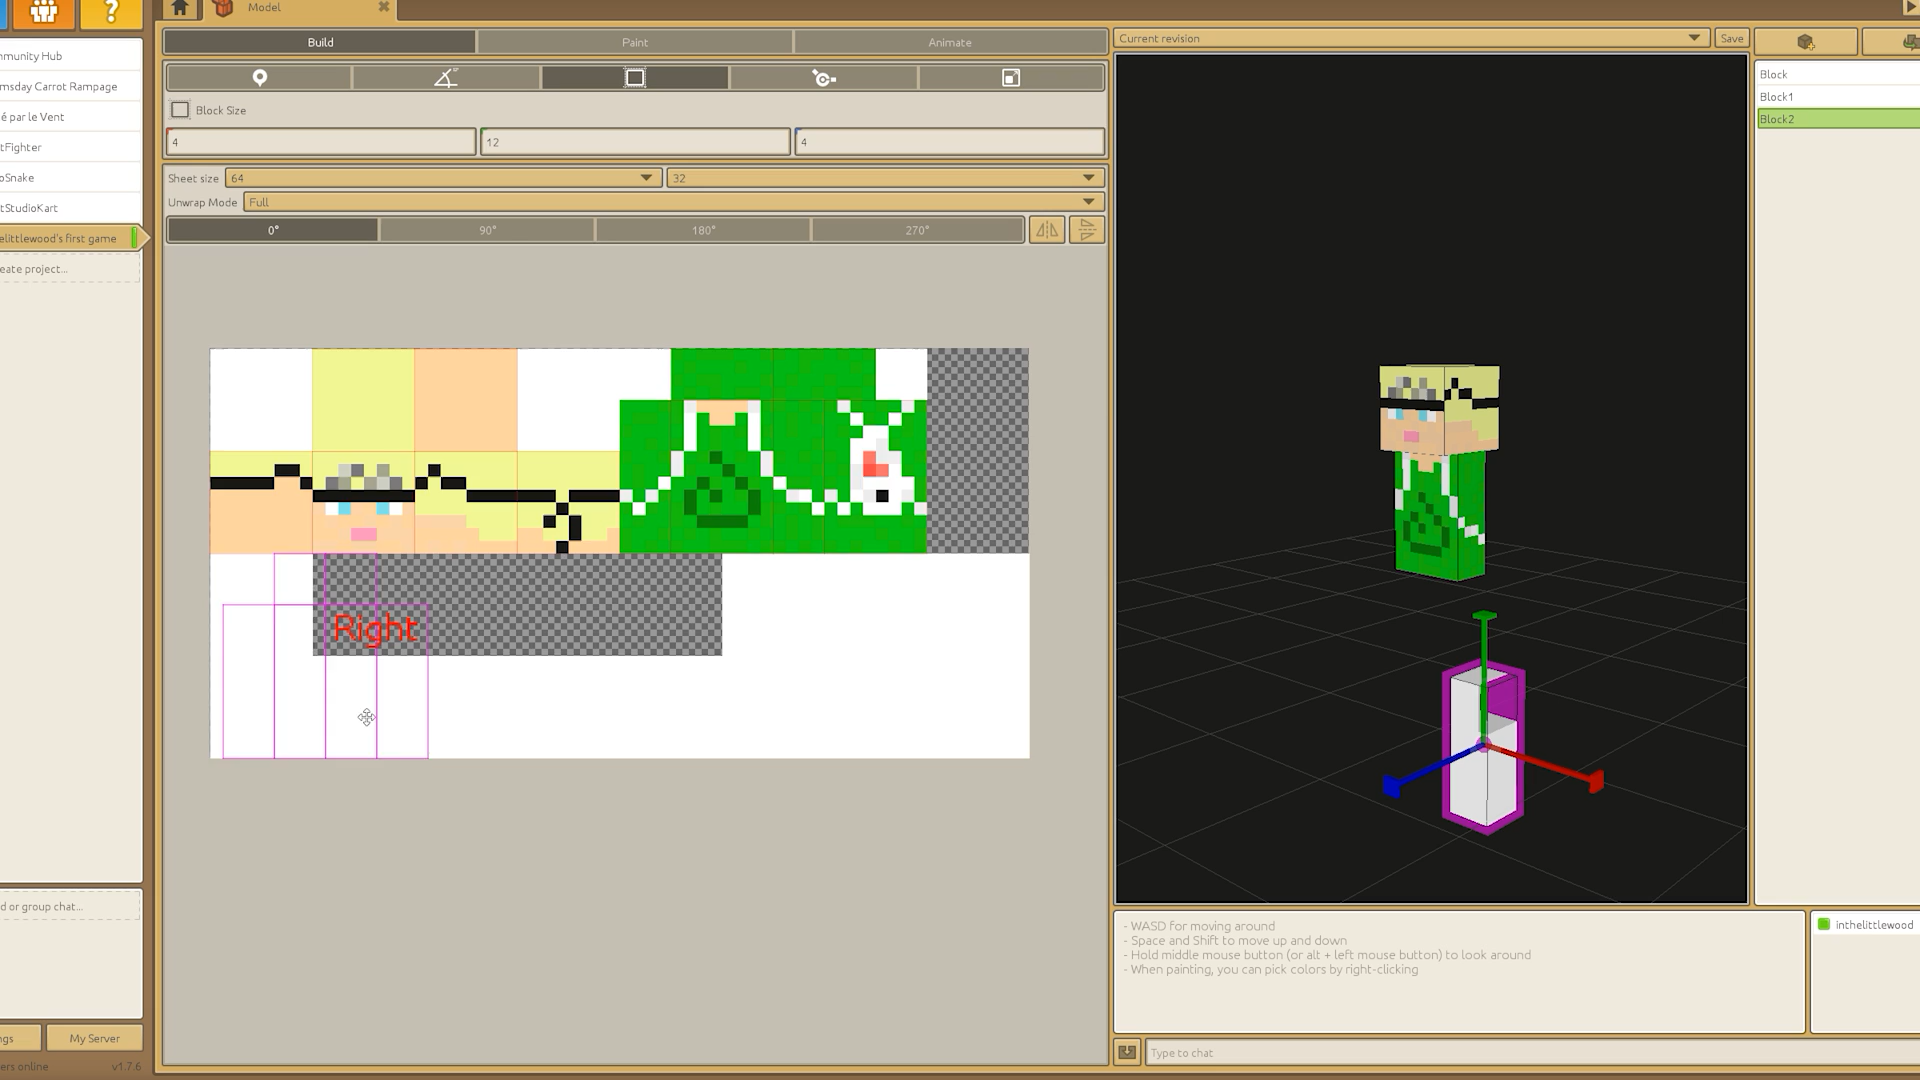 ?
Model
mmunity Hub
msday Carrot Rampage
é par le Vent
tFighter
oSnake
tStudioKart
elittlewood's first game
eate project...
d or group chat...
ngs
My Server
ers online
v1.7.6
Build
Paint
Animate
Block Size
4
12
4
Sheet size
64
32
Unwrap Mode
Full
0°
90°
180°
270°
Right
Current revision
Save
Block
Block1
Block2
- WASD for moving around
- Space and Shift to move up and down
- Hold middle mouse button (or alt + left mouse button) to look around
- When painting, you can pick colors by right-clicking
inthelittlewood
Type to chat